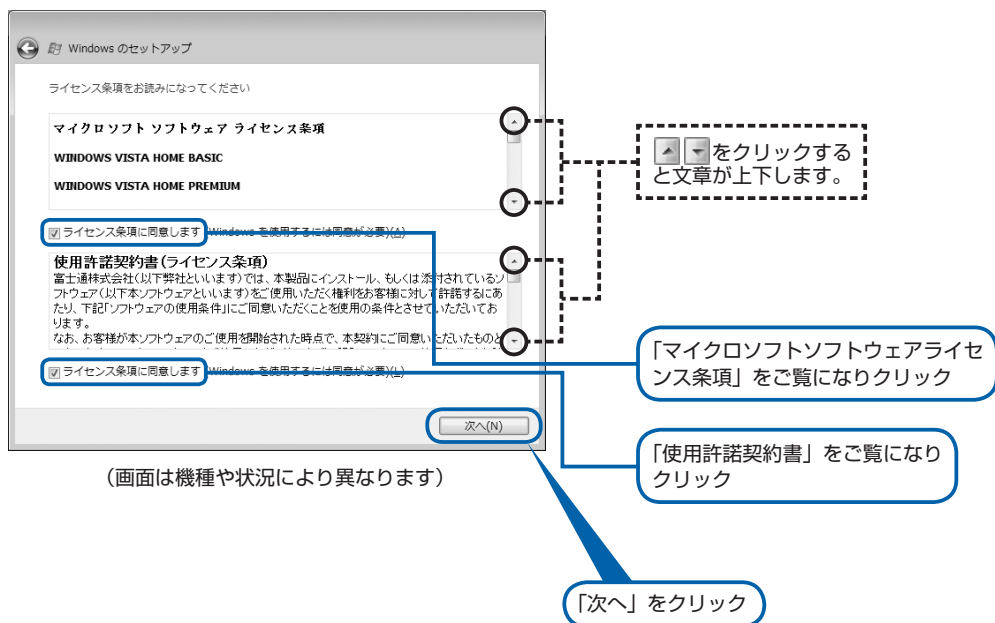 Windows のセットアップ
ライセンス条項をお読みになってください
マイクロソフト ソフトウェア ライセンス条項
WINDOWS VISTA HOME BASIC
WINDOWS VISTA HOME PREMIUM
をクリックする
と文章が上下します。
ライセンス条項に同意します (Windows を使用するには同意が必要)(A)
使用許諾契約書(ライセンス条項)
富士通株式会社(以下弊社といいます)では、本製品にインストール、もしくは添付されているソ
フトウェア(以下本ソフトウェアといいます)をご使用いただく権利をお客様に対して許諾するにあ
たり、下記「ソフトウェアの使用条件」にご同意いただくことを使用の条件とさせていただいてお
ります。
なお、お客様が本ソフトウェアのご使用を開始された時点で、本契約にご同意いただいたものと
ライセンス条項に同意します (Windows を使用するには同意が必要)(L)
次へ(N)
「マイクロソフトソフトウェアライセ
ンス条項」をご覧になりクリック
「使用許諾契約書」をご覧になり
クリック
(画面は機種や状況により異なります)
「次へ」をクリック